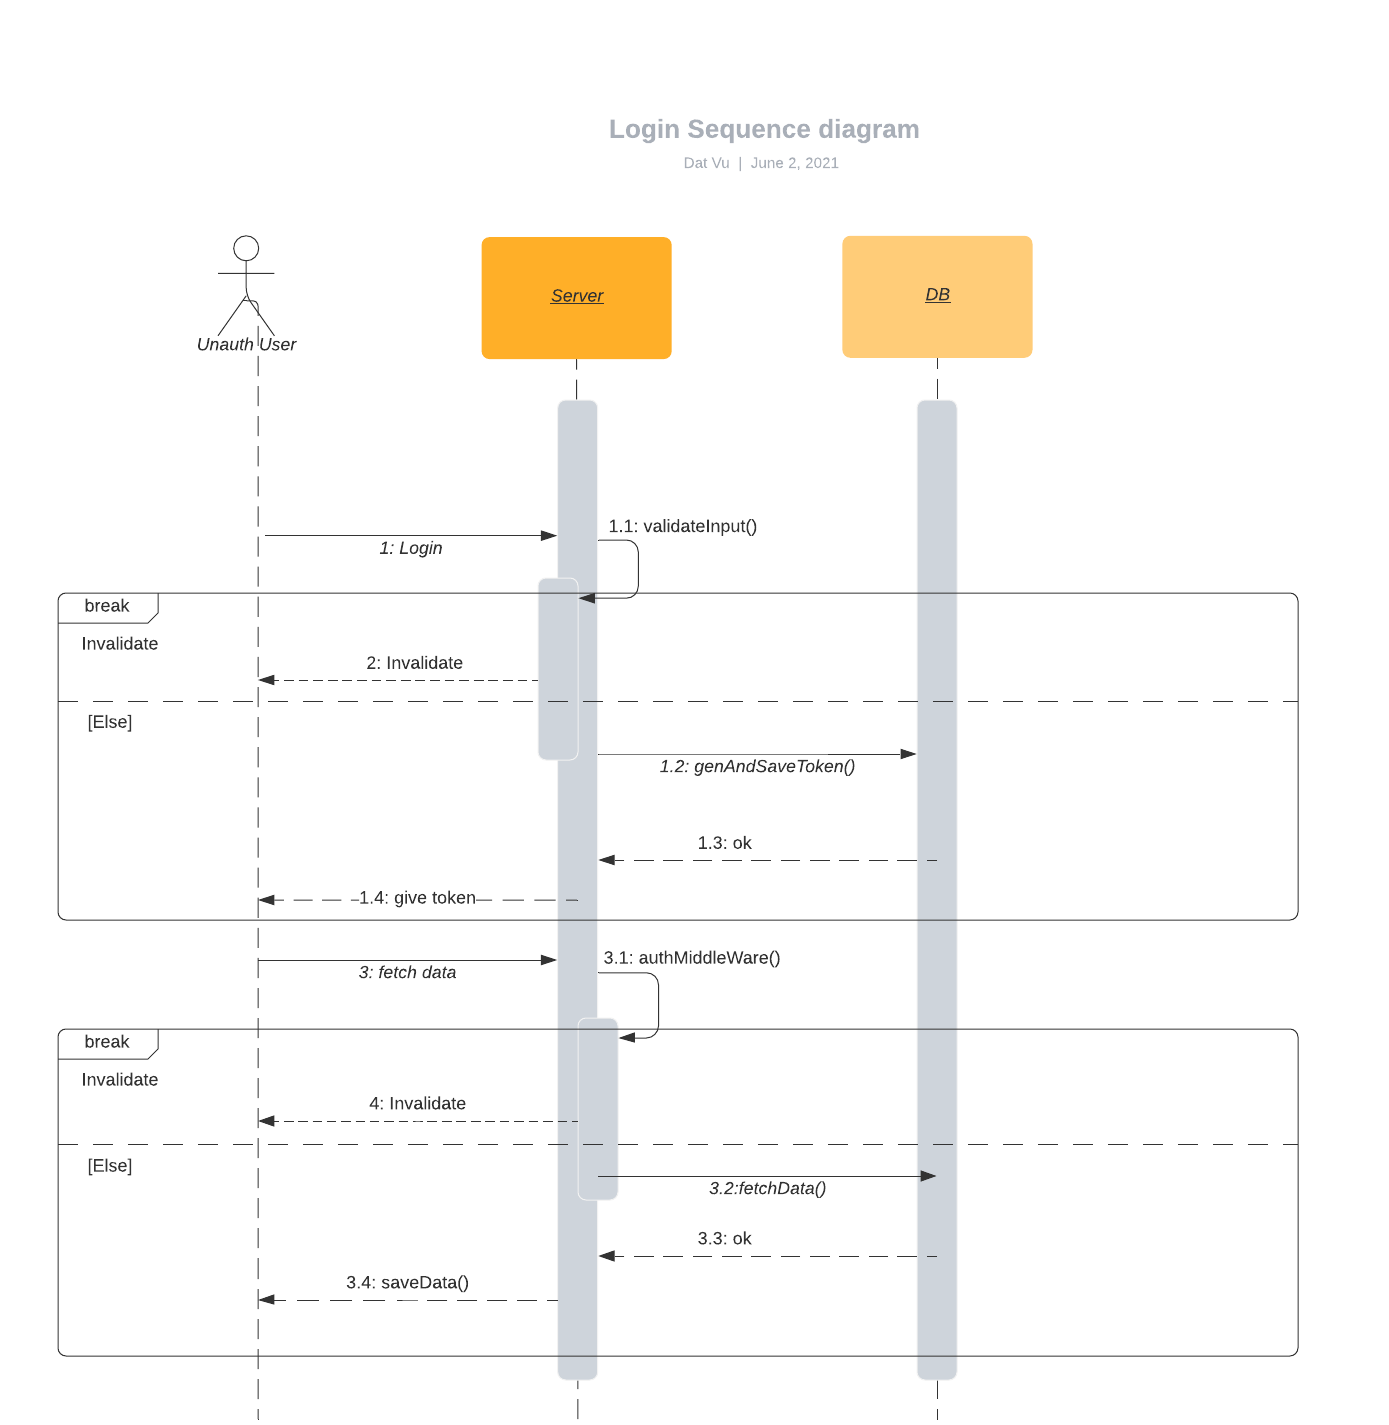 Login Sequence diagram
Dat Vu | June 2, 2021
Unauth User
Server
DB
1.1: validateInput()
1: Login
break
Invalidate
2: Invalidate
[Else]
1.2: genAndSaveToken()
1.3: ok
1.4: give token
3.1: authMiddleWare()
3: fetch data
break
Invalidate
4: Invalidate
[Else]
3.2:fetchData()
3.3: ok
3.4: saveData()